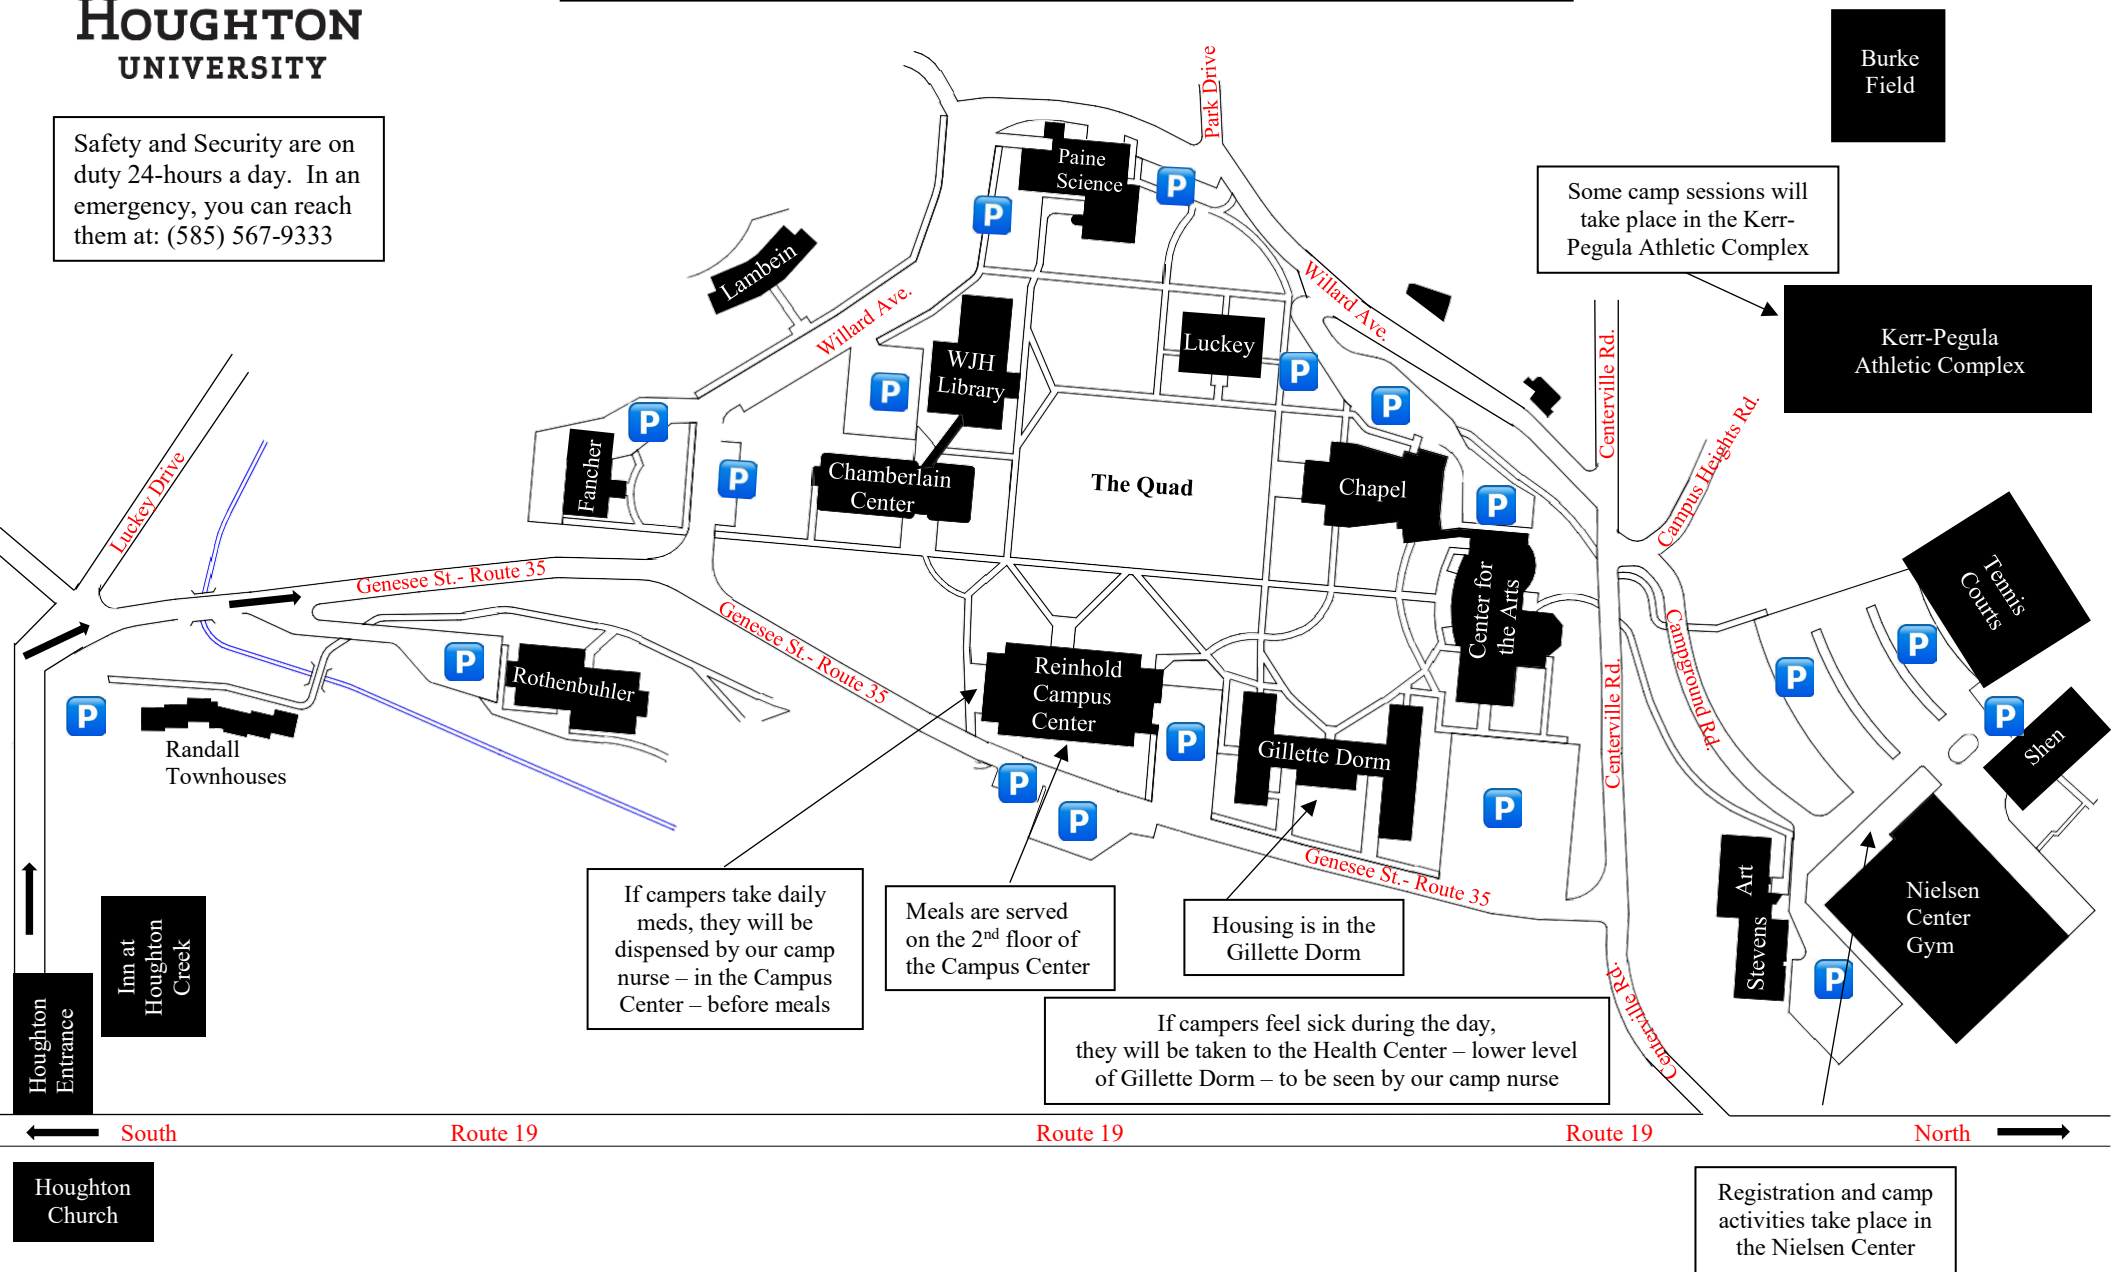 HOUGHTON
UNIVERSITY
Safety and Security are on
duty 24-hours a day.  In an
emergency, you can reach
them at: (585) 567-9333
Park Drive
Burke
Field
Paine
Science
P
P
Some camp sessions will
take place in the Kerr-
Pegula Athletic Complex
Lambein
Willard Ave.
Willard Ave.
Kerr-Pegula
Athletic Complex
WJH
Library
Luckey
P
P
P
P
Centerville Rd.
Campus Heights Rd.
Fancher
P
Chamberlain
Center
The Quad
Chapel
P
Luckey Drive
Genesee St.- Route 35
Genesee St.- Route 35
Center for
the Arts
Tennis
Courts
Campground Rd.
P
P
P
Shen
P
Rothenbuhler
P
Randall
Townhouses
Reinhold
Campus
Center
P
P
P
Gillette Dorm
P
Centerville Rd.
Genesee St.- Route 35
Art
Stevens
Nielsen
Center
Gym
P
If campers take daily
meds, they will be
dispensed by our camp
nurse – in the Campus
Center – before meals
Meals are served
on the 2nd floor of
the Campus Center
Housing is in the
Gillette Dorm
Inn at
Houghton
Creek
Houghton
Entrance
If campers feel sick during the day,
they will be taken to the Health Center – lower level
of Gillette Dorm – to be seen by our camp nurse
Centerville Rd.
South
Route 19
Route 19
Route 19
North
Houghton
Church
Registration and camp
activities take place in
the Nielsen Center